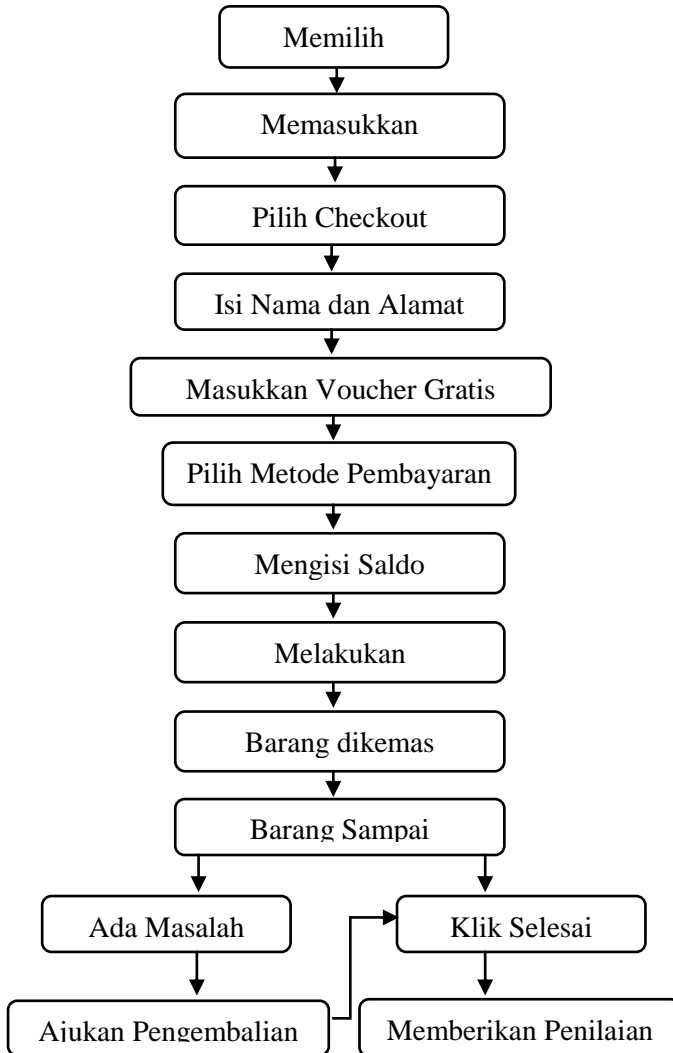 Memilih
Memasukkan
Pilih Checkout
Isi Nama dan Alamat
Masukkan Voucher Gratis
Pilih Metode Pembayaran
Mengisi Saldo
Melakukan
Barang dikemas
Barang Sampai
Ada Masalah
Klik Selesai
Ajukan Pengembalian
Memberikan Penilaian